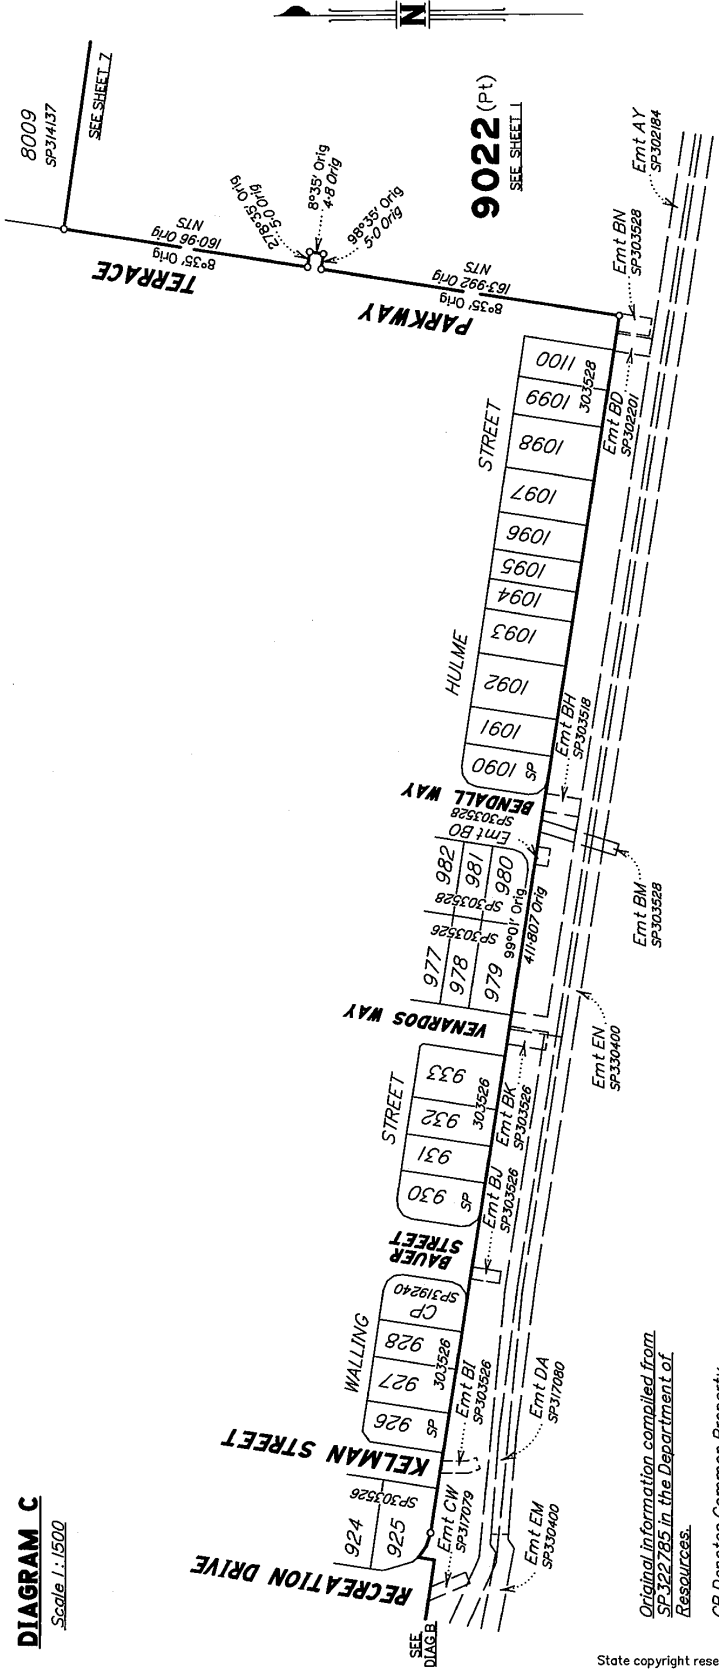 DIAGRAM C
Scale 1:1500
N
8009
SP314137
SEE SHEET 7
TERRACE
8°35' Orig
160·96 Orig
NTS
278°35' Orig
5·0 Orig
8°35' Orig
4·8 Orig
98°35' Orig
5·0 Orig
PARKWAY
8°35' Orig
163·992 Orig
NTS
9022 (Pt)
SEE SHEET 1
Emt AY
SP302184
Emt BN
SP303528
Emt BD
SP302201
HULME STREET
1090
1091
1092
1093
1094
1095
1096
1097
1098
1099
1100
SP 303528
Emt BH
SP303518
BENDALL WAY
Emt BO
SP303528
982
981
980
SP303528
977
978
979
SP303526
99°01' Orig
411·807 Orig
Emt BM
SP303528
Emt EN
SP330400
VENARDOS WAY
Emt BK
SP303526
WALLING STREET
933
932
931
930
SP 303526
Emt BJ
SP303526
BAUER
STREET
CP
SP319240
928
927
926
SP 303526
Emt BI
SP303526
Emt DA
SP317080
KELMAN STREET
924
925
SP303526
Emt CW
SP317079
Emt EM
SP330400
RECREATION DRIVE
SEE
DIAG B
Original information compiled from
SP322785 in the Department of
Resources.
CP Denotes Common Property
State copyright rese